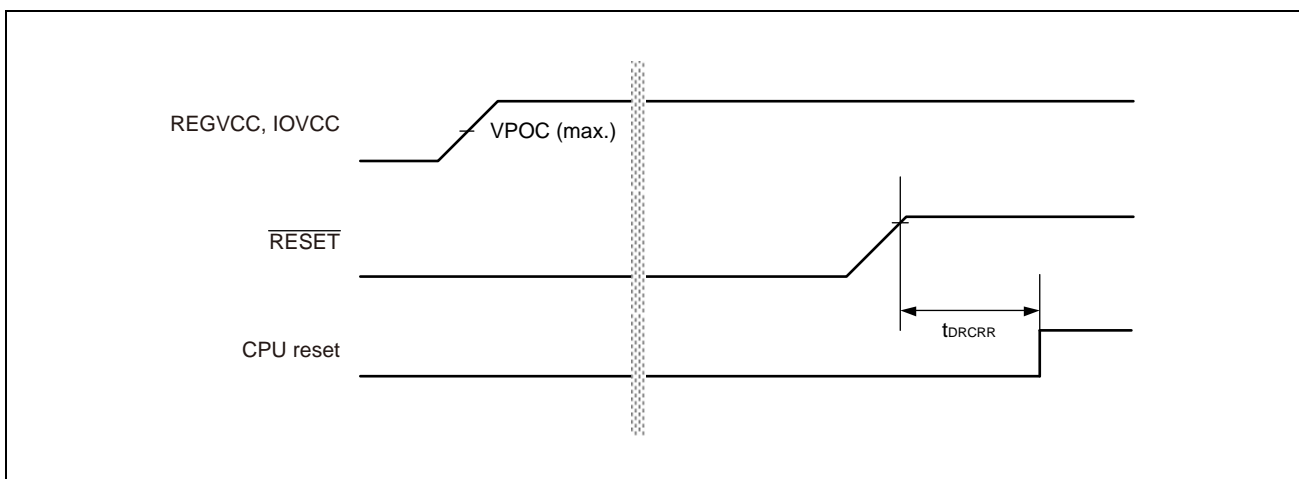 REGVCC, IOVCC
VPOC (max.)
RESET
tDRCRR
CPU reset